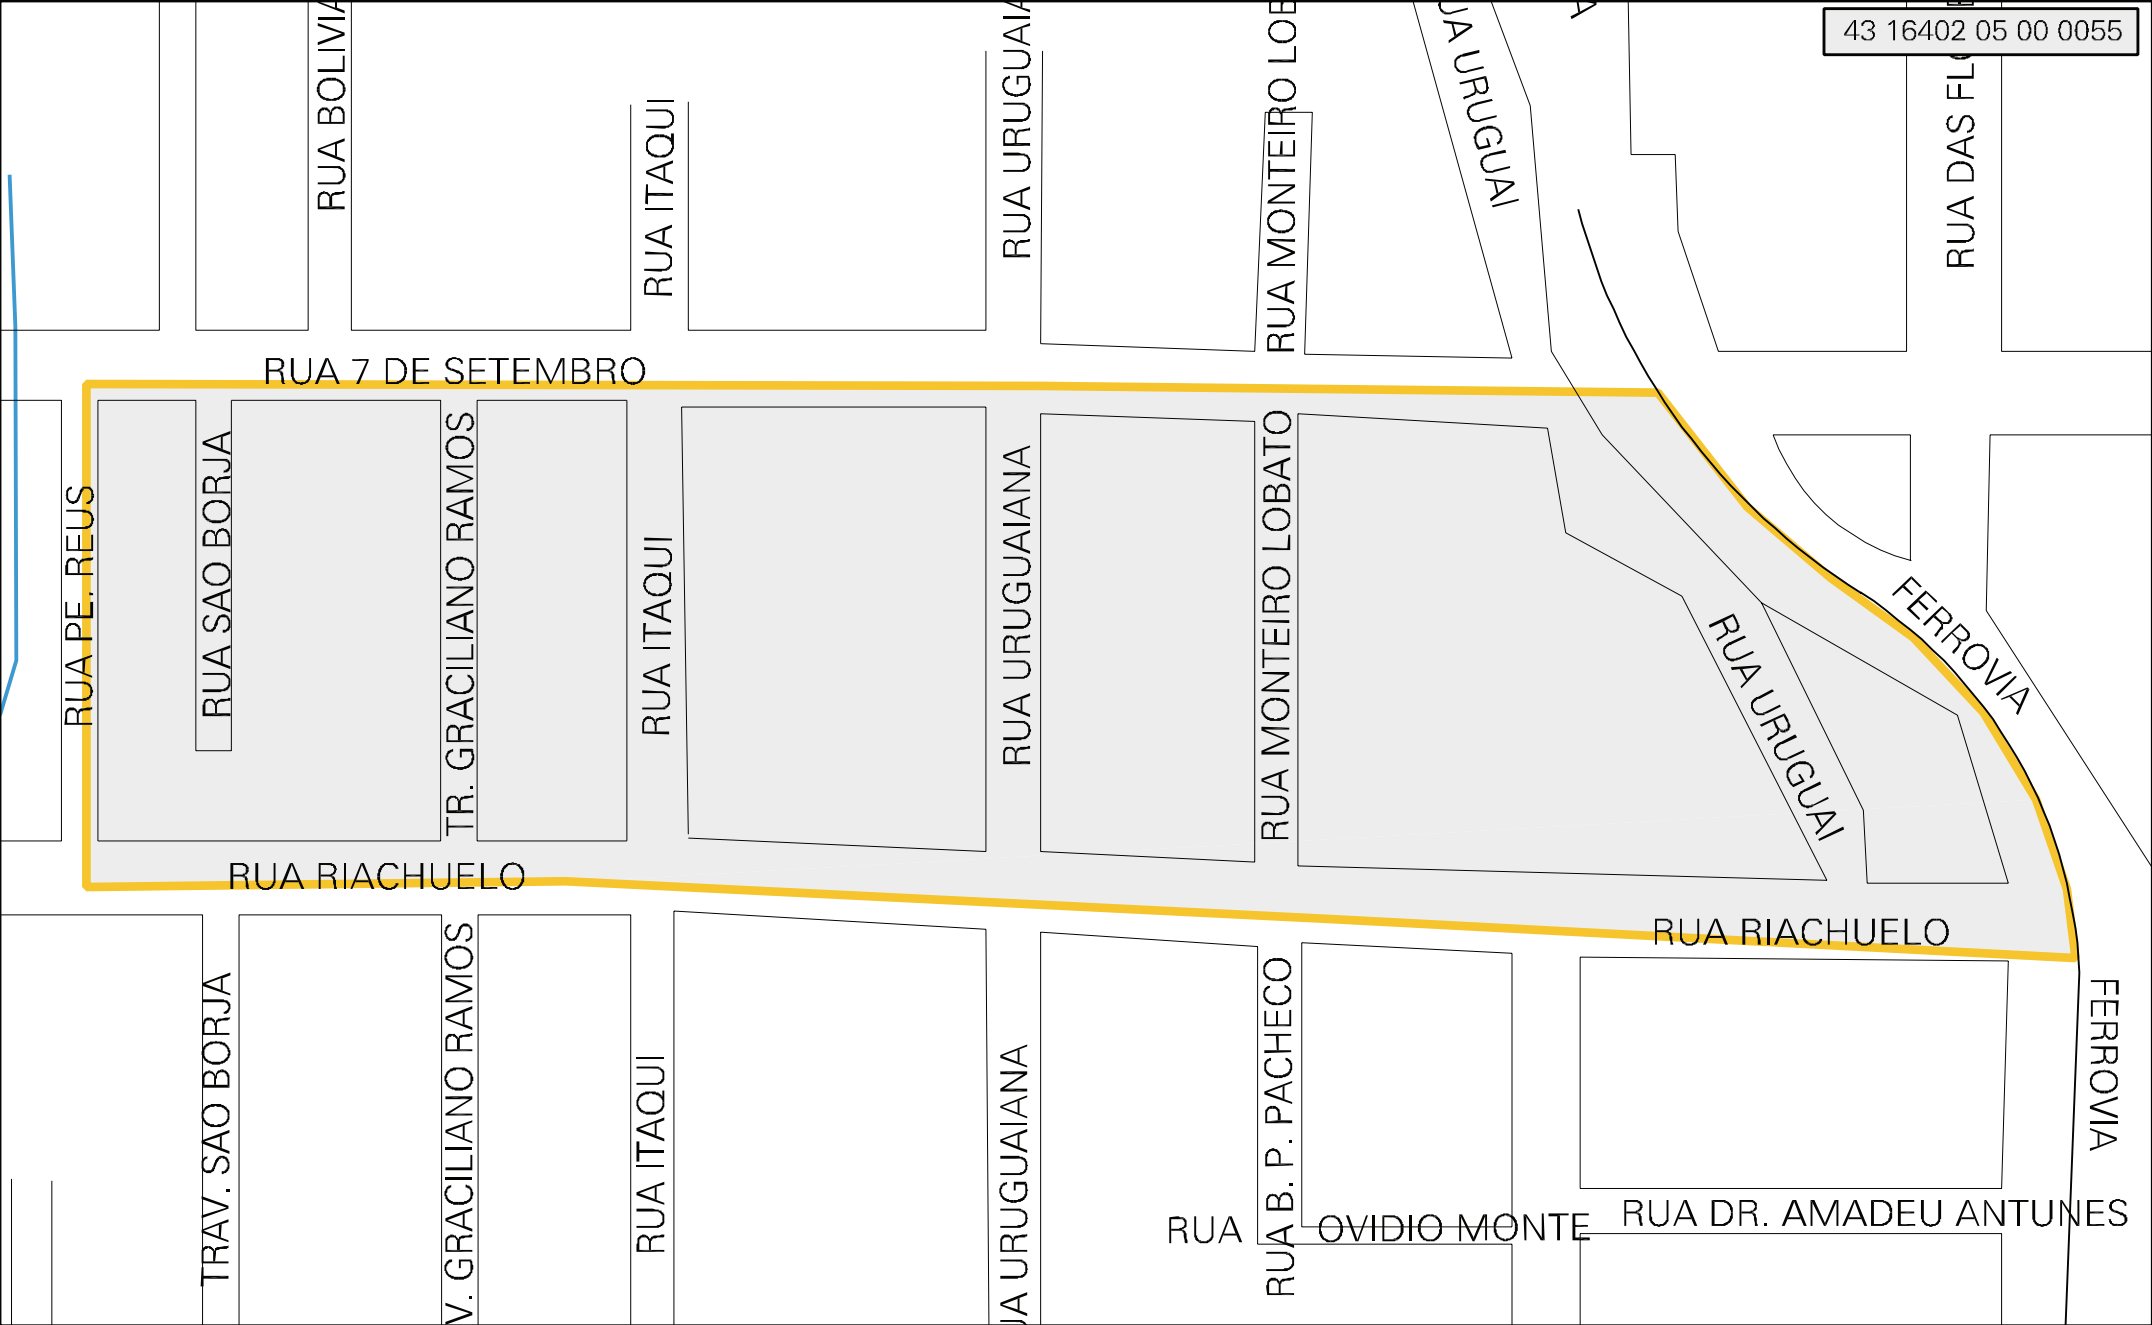 43 16402 05 00 0055
RUA BOLIVIA
RUA ITAQUI
RUA URUGUAIANA
RUA MONTEIRO LOB
UA URUGUAI
A
RUA DAS FLO
RUA 7 DE SETEMBRO
RUA PE. REUS
RUA SAO BORJA
TR. GRACILIANO RAMOS
RUA ITAQUI
RUA URUGUAIANA
RUA MONTEIRO LOBATO
RUA URUGUAI
FERROVIA
RUA RIACHUELO
RUA RIACHUELO
TRAV. SAO BORJA
V. GRACILIANO RAMOS
RUA ITAQUI
UA URUGUAIANA
RUA B. P. PACHECO
FERROVIA
RUA OVIDIO MONTE
RUA DR. AMADEU ANTUNES